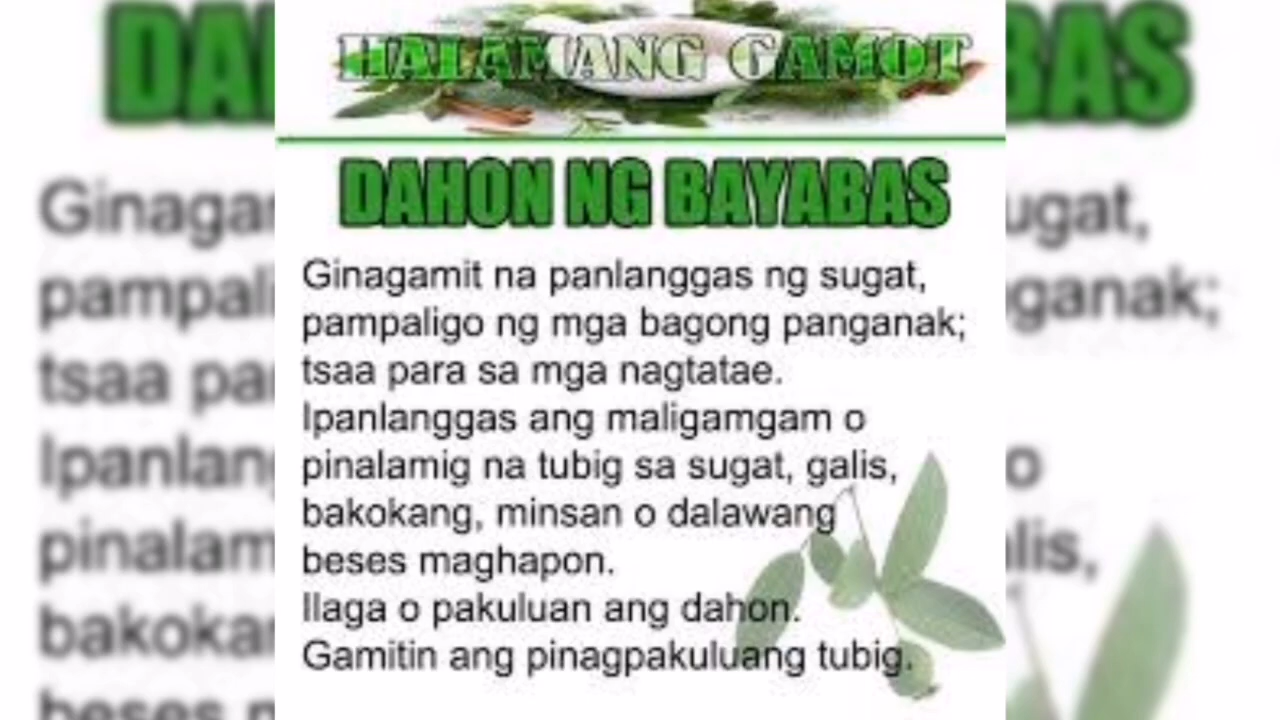 HALAMANG GAMOT
DAHON NG BAYABAS
Ginagamit na panlanggas ng sugat,
pampaligo ng mga bagong panganak;
tsaa para sa mga nagtatae.
Ipanlanggas ang maligamgam o
pinalamig na tubig sa sugat, galis,
bakokang, minsan o dalawang
beses maghapon.
Ilaga o pakuluan ang dahon.
Gamitin ang pinagpakuluang tubig.